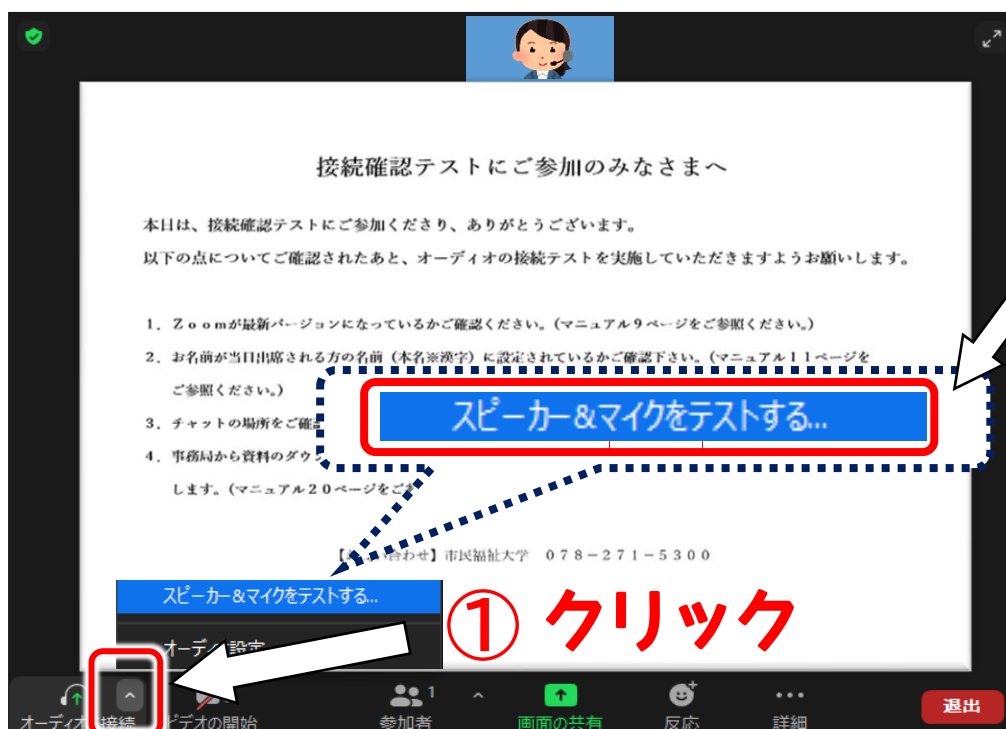 接続確認テストにご参加のみなさまへ
本日は、接続確認テストにご参加くださり、ありがとうございます。
以下の点についてご確認されたあと、オーディオの接続テストを実施していただきますようお願いします。
1．Ｚｏｏｍが最新バージョンになっているかご確認ください。(マニュアル９ページをご参照ください。)
2．お名前が当日出席される方の名前（本名※漢字）に設定されているかご確認下さい。(マニュアル１１ページを
ご参照ください。)
3．チャットの場所をご確
スピーカー&マイクをテストする...
4．事務局から資料のダウン
します。(マニュアル２０ページをご
い合わせ】市民福祉大学　０７８－２７１－５３００
スピーカー&マイクをテストする...
① クリック
オーディ 設定
1
オーディオ 接続
ビデオの開始
参加者
画面の共有
反応
詳細
退出